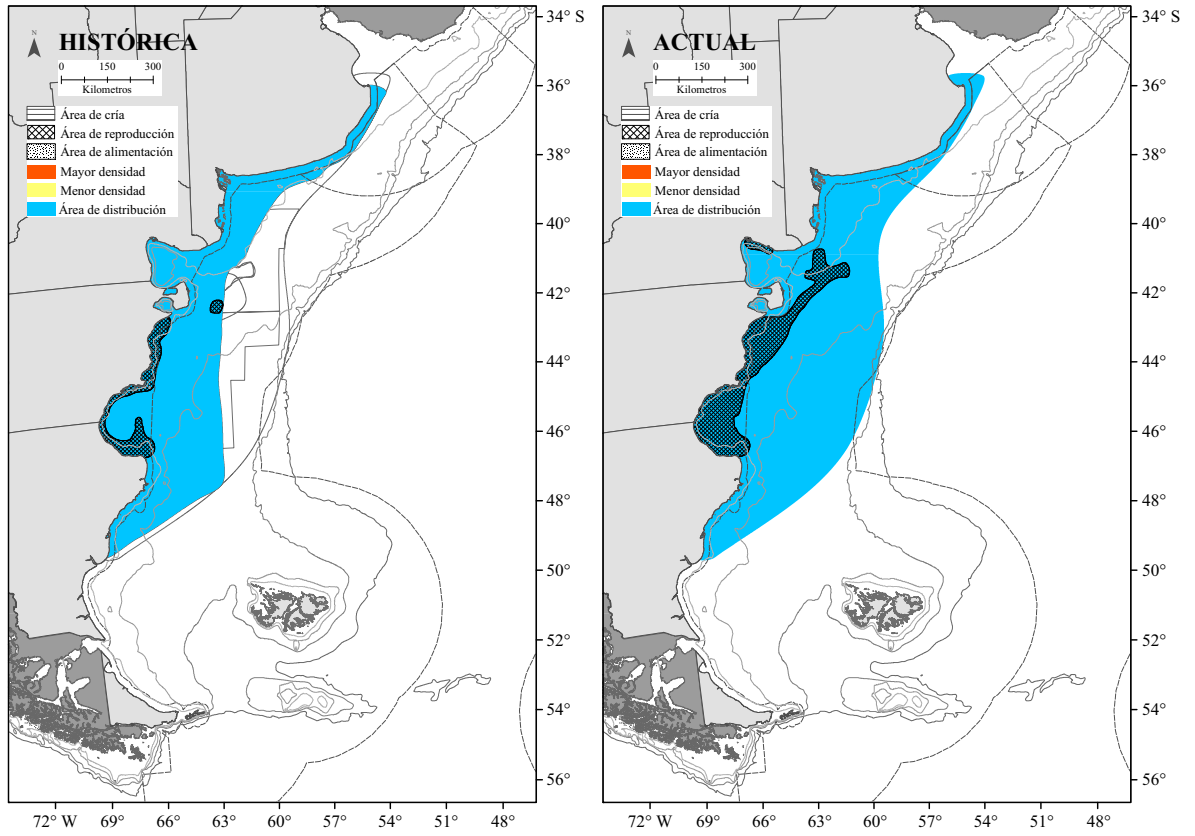 N
HISTÓRICA
0 150 300
Kilometros
Área de cría
Área de reproducción
Área de alimentación
Mayor densidad
Menor densidad
Área de distribución
N
ACTUAL
0 150 300
Kilometros
Área de cría
Área de reproducción
Área de alimentación
Mayor densidad
Menor densidad
Área de distribución
34° S
36°
38°
40°
42°
44°
46°
48°
50°
52°
54°
56°
34° S
36°
38°
40°
42°
44°
46°
48°
50°
52°
54°
56°
72° W 69° 66° 63° 60° 57° 54° 51° 48°
72° W 69° 66° 63° 60° 57° 54° 51° 48°